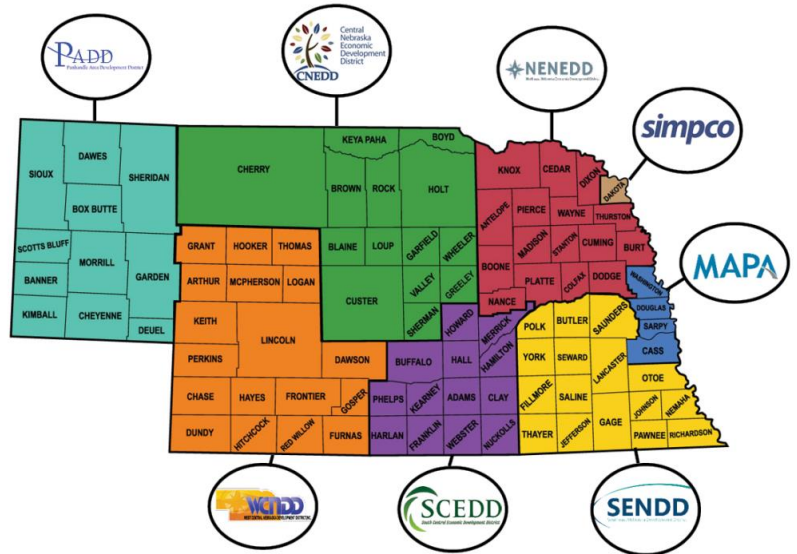 PADD
Panhandle Area Development District
Central
Nebraska
Economic
Development
District
CNEDD
NENEDD
simpco
MAPA
SIOUX
DAWES
SHERIDAN
BOX BUTTE
SCOTTS BLUFF
MORRILL
GARDEN
BANNER
KIMBALL
CHEYENNE
DEUEL
CHERRY
KEYA PAHA
BOYD
BROWN
ROCK
HOLT
BLAINE
LOUP
GARFIELD
WHEELER
CUSTER
VALLEY
GREELEY
SHERMAN
KNOX
CEDAR
DIXON
DAKOTA
ANTELOPE
PIERCE
WAYNE
THURSTON
MADISON
STANTON
CUMING
BURT
BOONE
PLATTE
COLFAX
DODGE
NANCE
WASHINGTON
DOUGLAS
SARPY
CASS
GRANT
HOOKER
THOMAS
ARTHUR
MCPHERSON
LOGAN
KEITH
LINCOLN
PERKINS
DAWSON
CHASE
HAYES
FRONTIER
GOSPER
DUNDY
HITCHCOCK
RED WILLOW
FURNAS
HOWARD
MERRICK
BUFFALO
HALL
HAMILTON
PHELPS
KEARNEY
ADAMS
CLAY
HARLAN
FRANKLIN
WEBSTER
NUCKOLLS
POLK
BUTLER
SAUNDERS
YORK
SEWARD
LANCASTER
OTOE
FILLMORE
SALINE
JOHNSON
NEMAHA
THAYER
JEFFERSON
GAGE
PAWNEE
RICHARDSON
WCNDD
SCEDD
South Central Economic Development District
SENDD